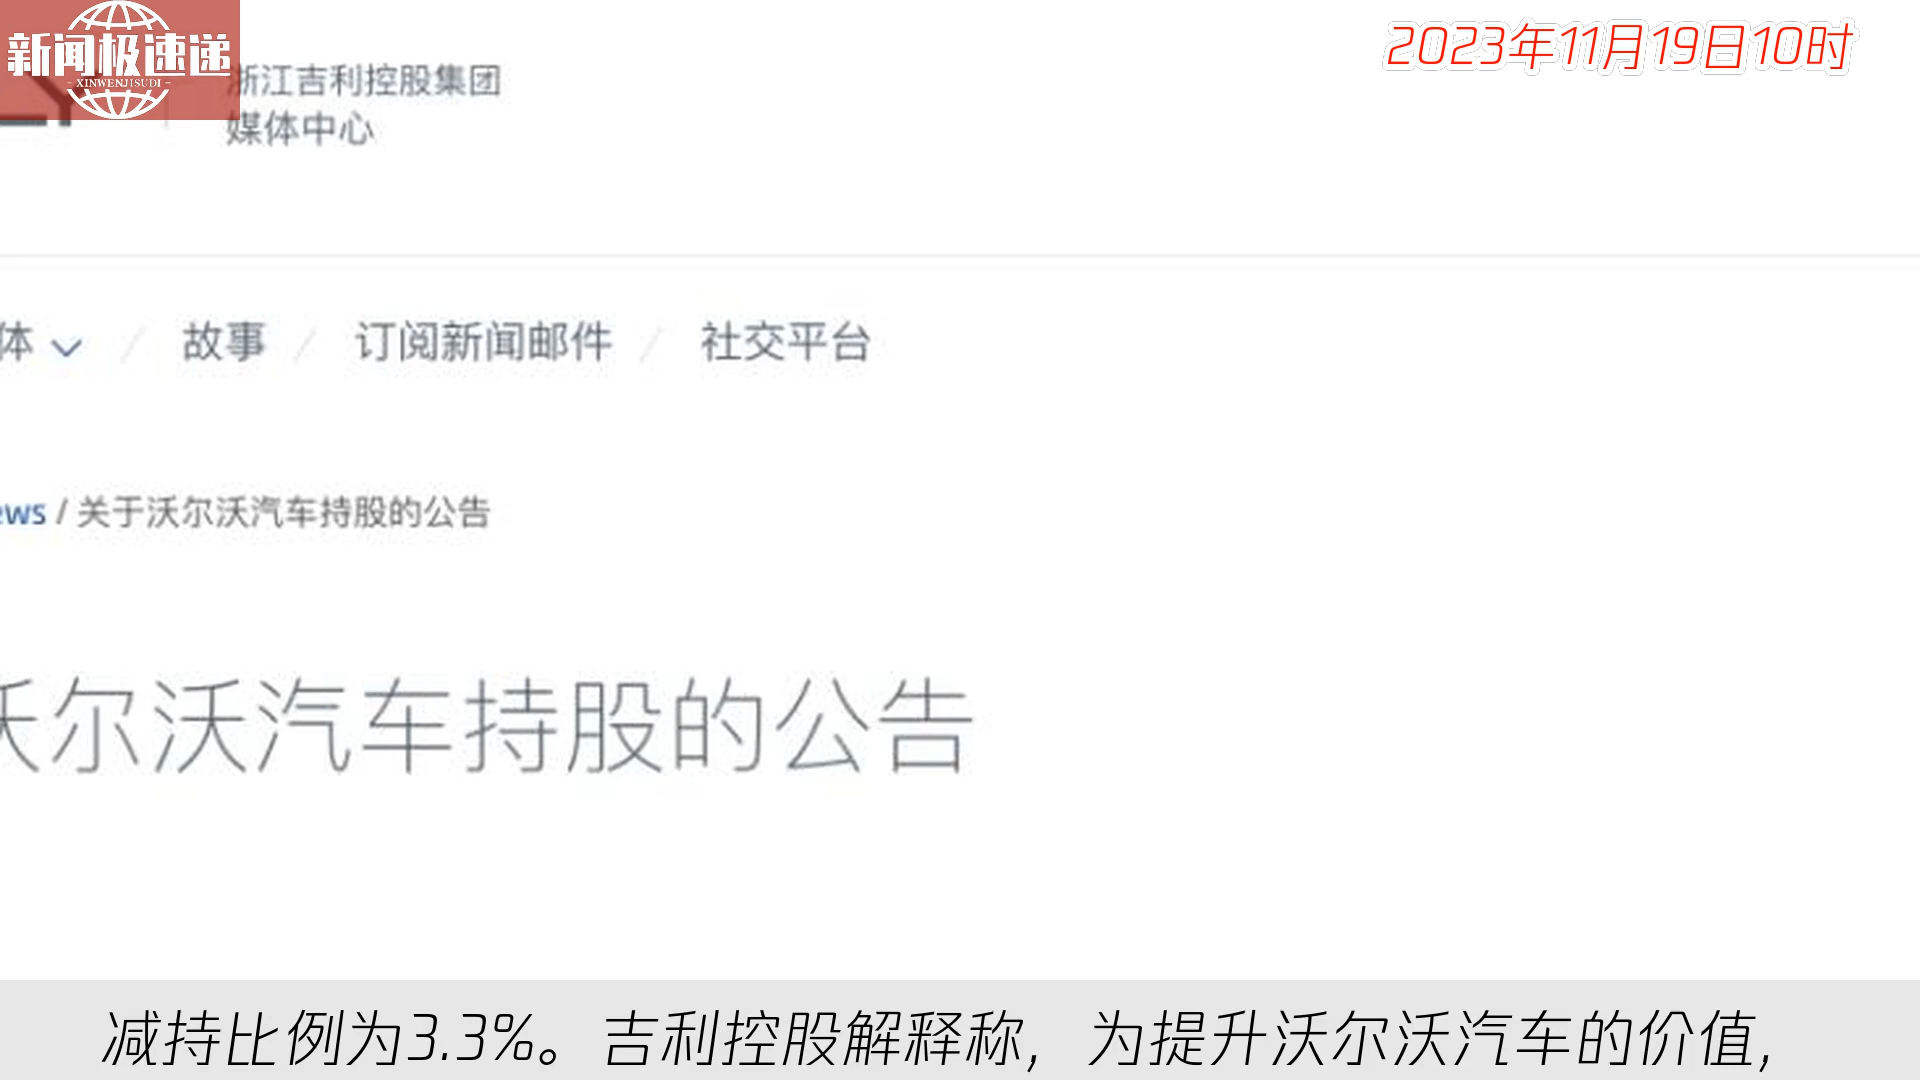 新闻极速递
XINWENJISUDI
2023年11月19日10时
浙江吉利控股集团
媒体中心
体 / 故事 / 订阅新闻邮件 / 社交平台
ews / 关于沃尔沃汽车持股的公告
沃尔沃汽车持股的公告
减持比例为3.3%。吉利控股解释称，为提升沃尔沃汽车的价值，